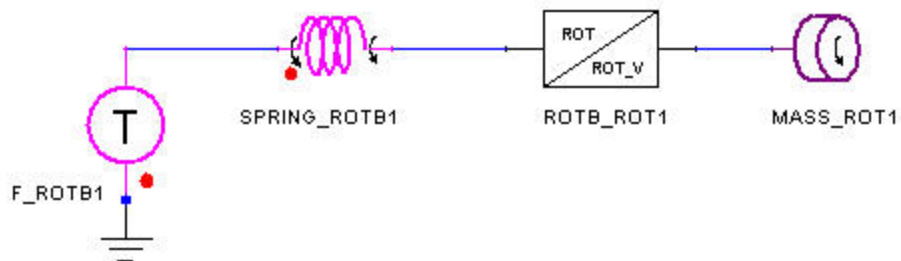 ROT
ROT_V
T
SPRING_ROTB1
ROTB_ROT1
MASS_ROT1
F_ROTB1